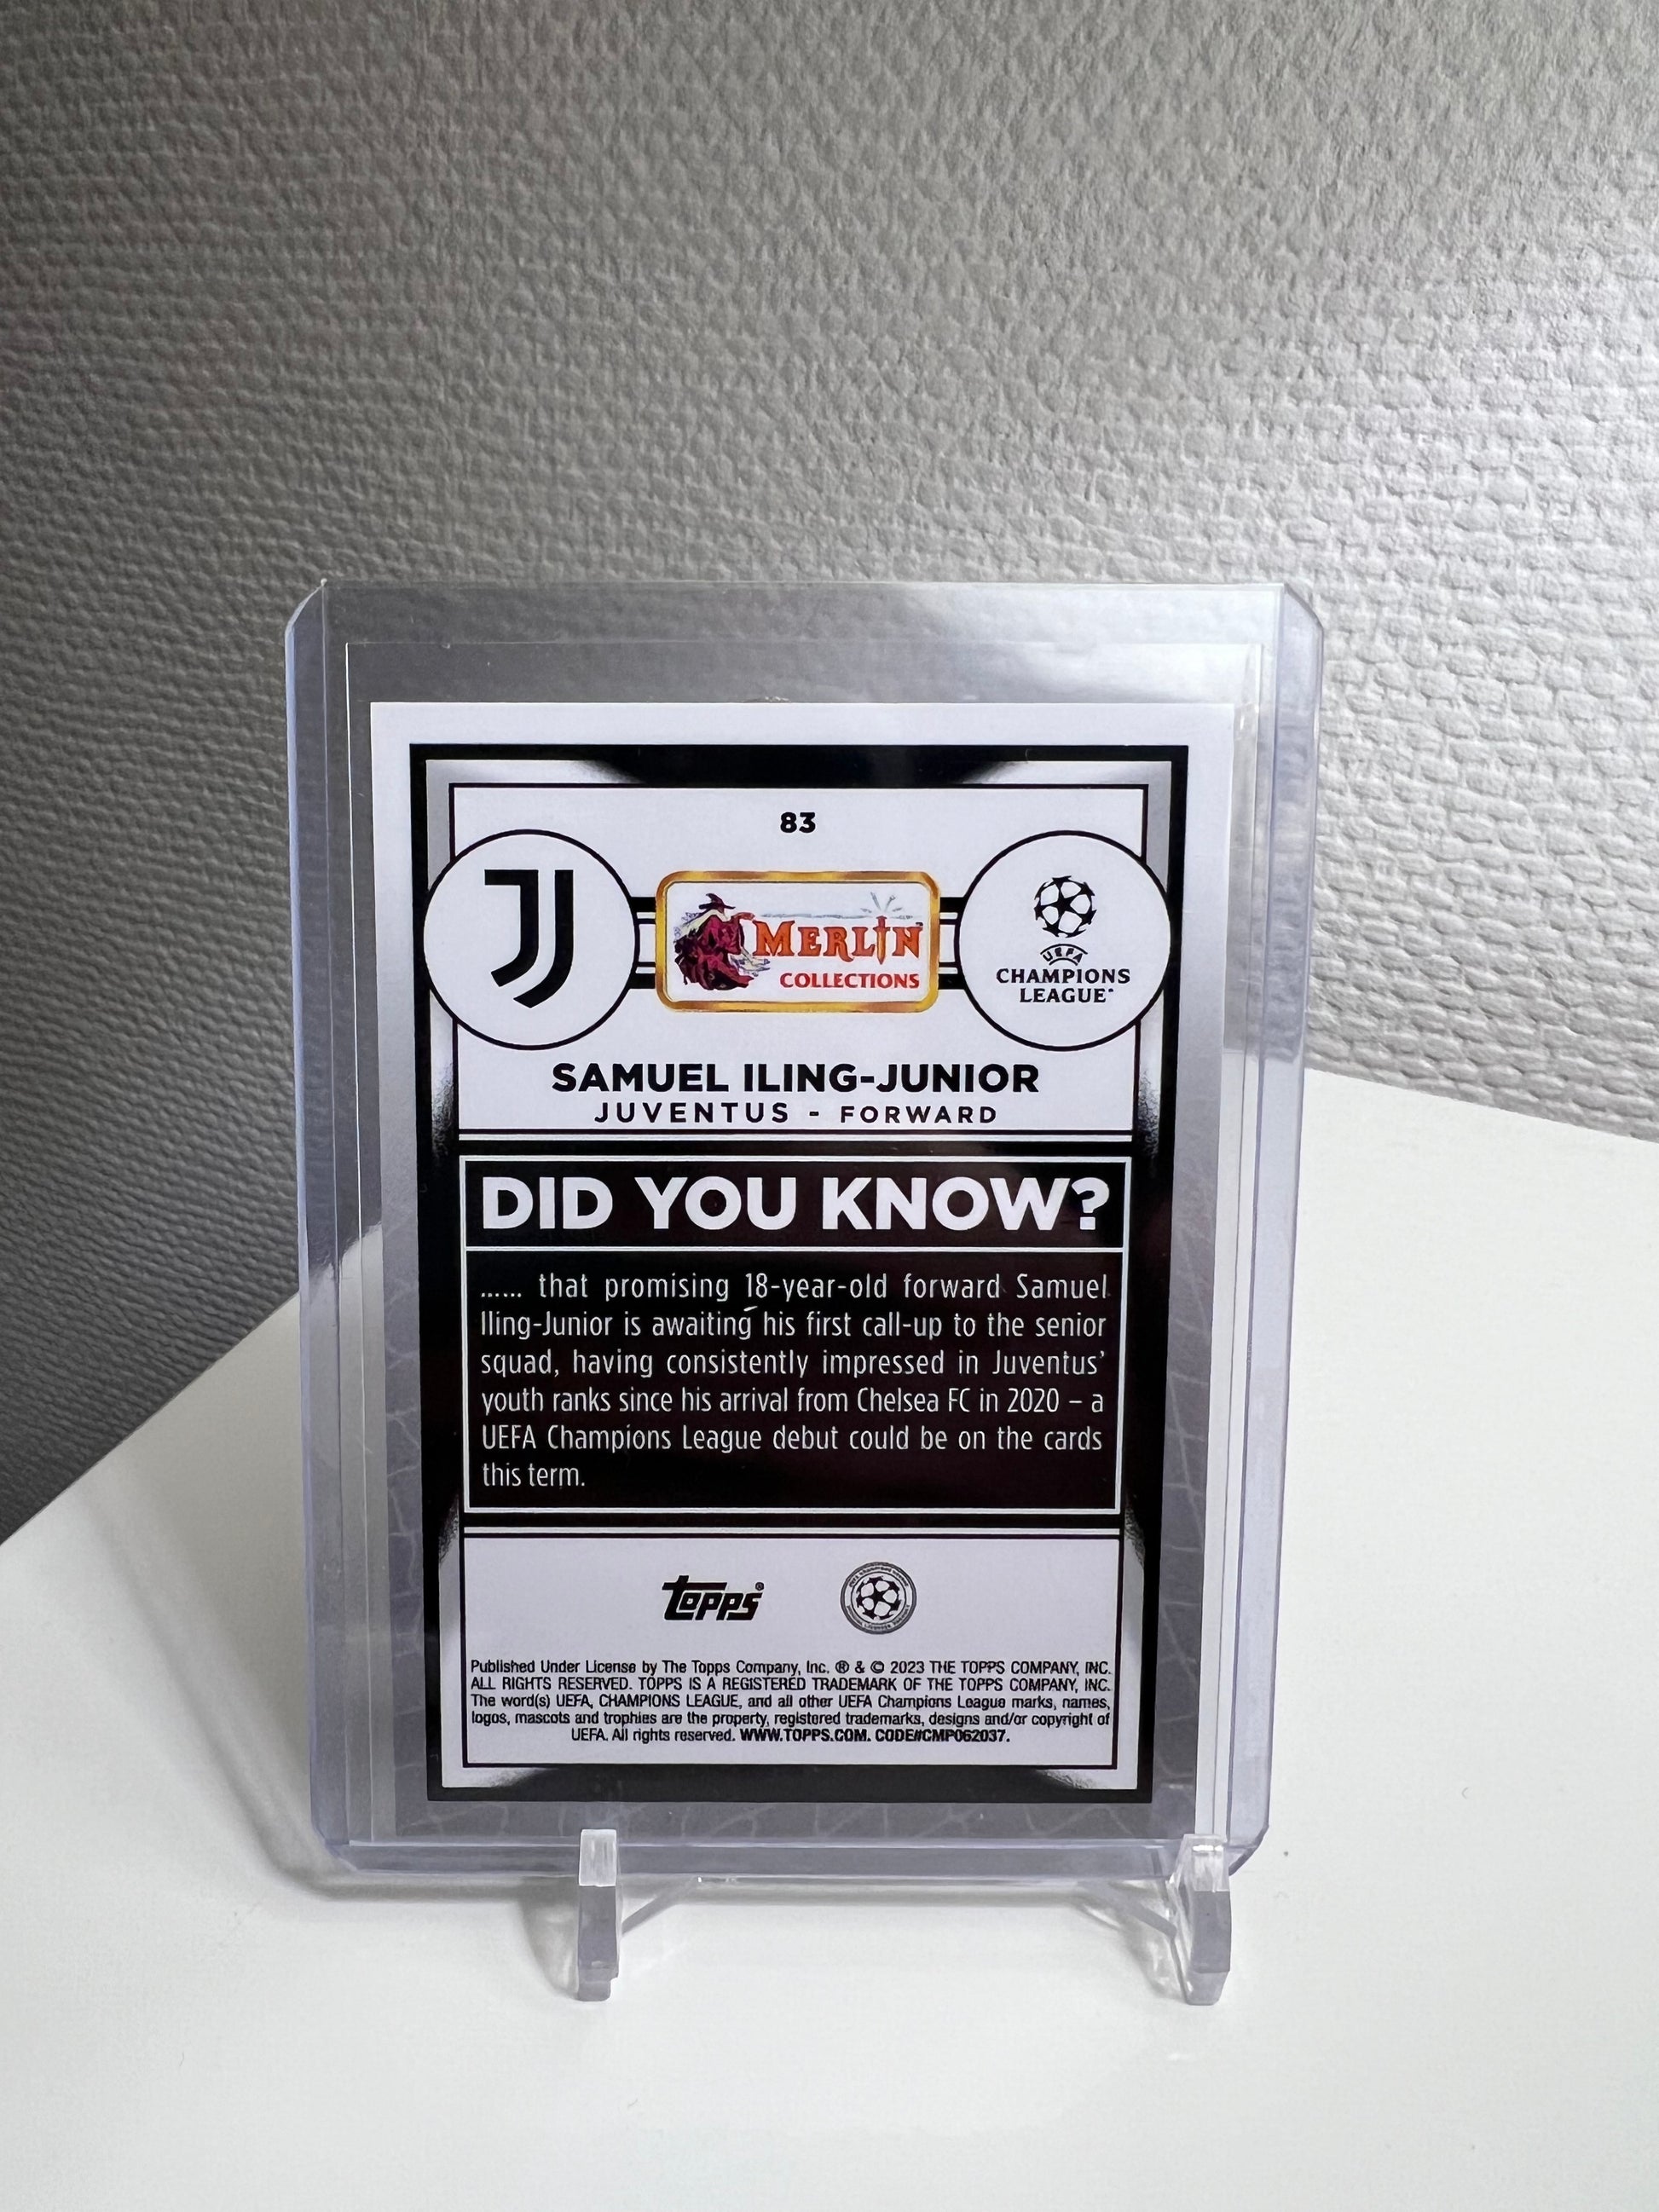 83
MERLIN
COLLECTIONS
UEFA
CHAMPIONS
LEAGUE
SAMUEL ILING-JUNIOR
JUVENTUS - FORWARD
DID YOU KNOW?
...... that promising 18-year-old forward Samuel
Iling-Junior is awaiting his first call-up to the senior
squad, having consistently impressed in Juventus'
youth ranks since his arrival from Chelsea FC in 2020 – a
UEFA Champions League debut could be on the cards
this term.
topps®
Published Under License by The Topps Company, Inc. ® & © 2023 THE TOPPS COMPANY, INC.
ALL RIGHTS RESERVED. TOPPS IS A REGISTERED TRADEMARK OF THE TOPPS COMPANY, INC.
The word(s) UEFA, CHAMPIONS LEAGUE, and all other UEFA Champions League marks, names,
logos, mascots and trophies are the property, registered trademarks, designs and/or copyright of
UEFA. All rights reserved. WWW.TOPPS.COM. CODE#CMP062037.